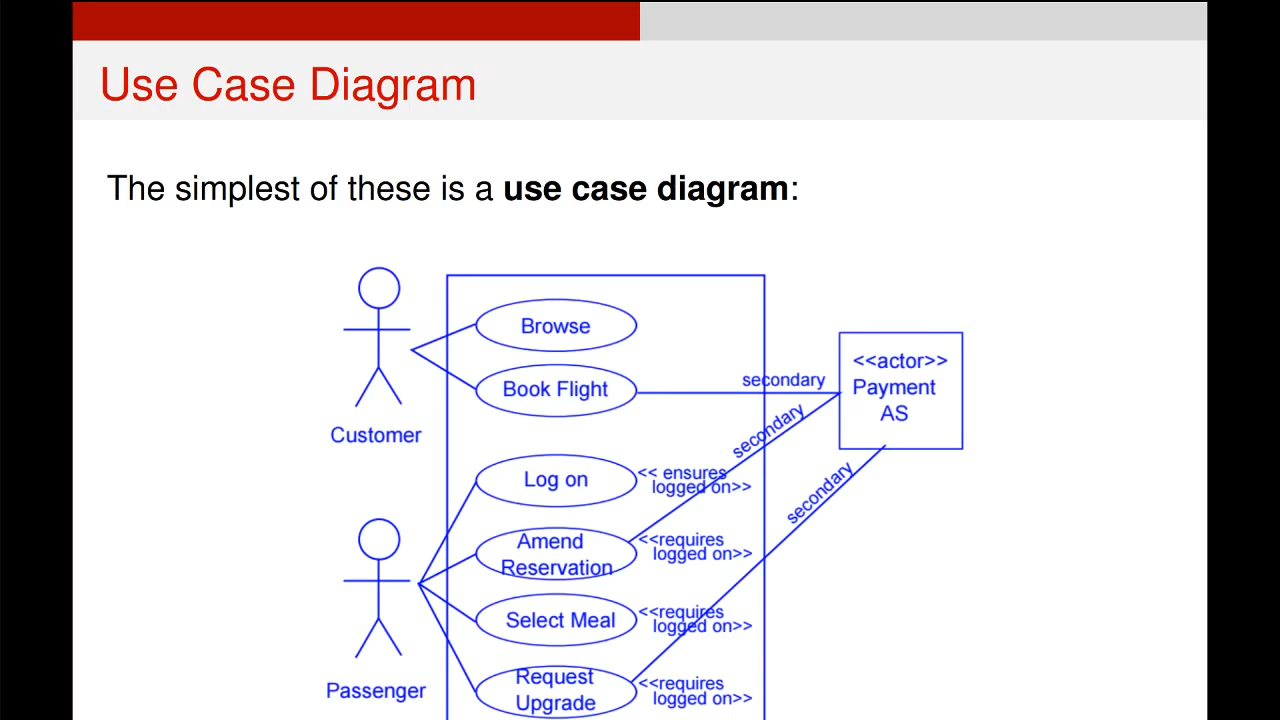 Use Case Diagram
The simplest of these is a use case diagram:
Browse
Book Flight
secondary
<<actor>>
Payment
AS
Customer
secondary
Log on
<< ensures
logged on>>
secondary
Amend
Reservation
<<requires
logged on>>
Select Meal
<<requires
logged on>>
Passenger
Request
Upgrade
<<requires
logged on>>